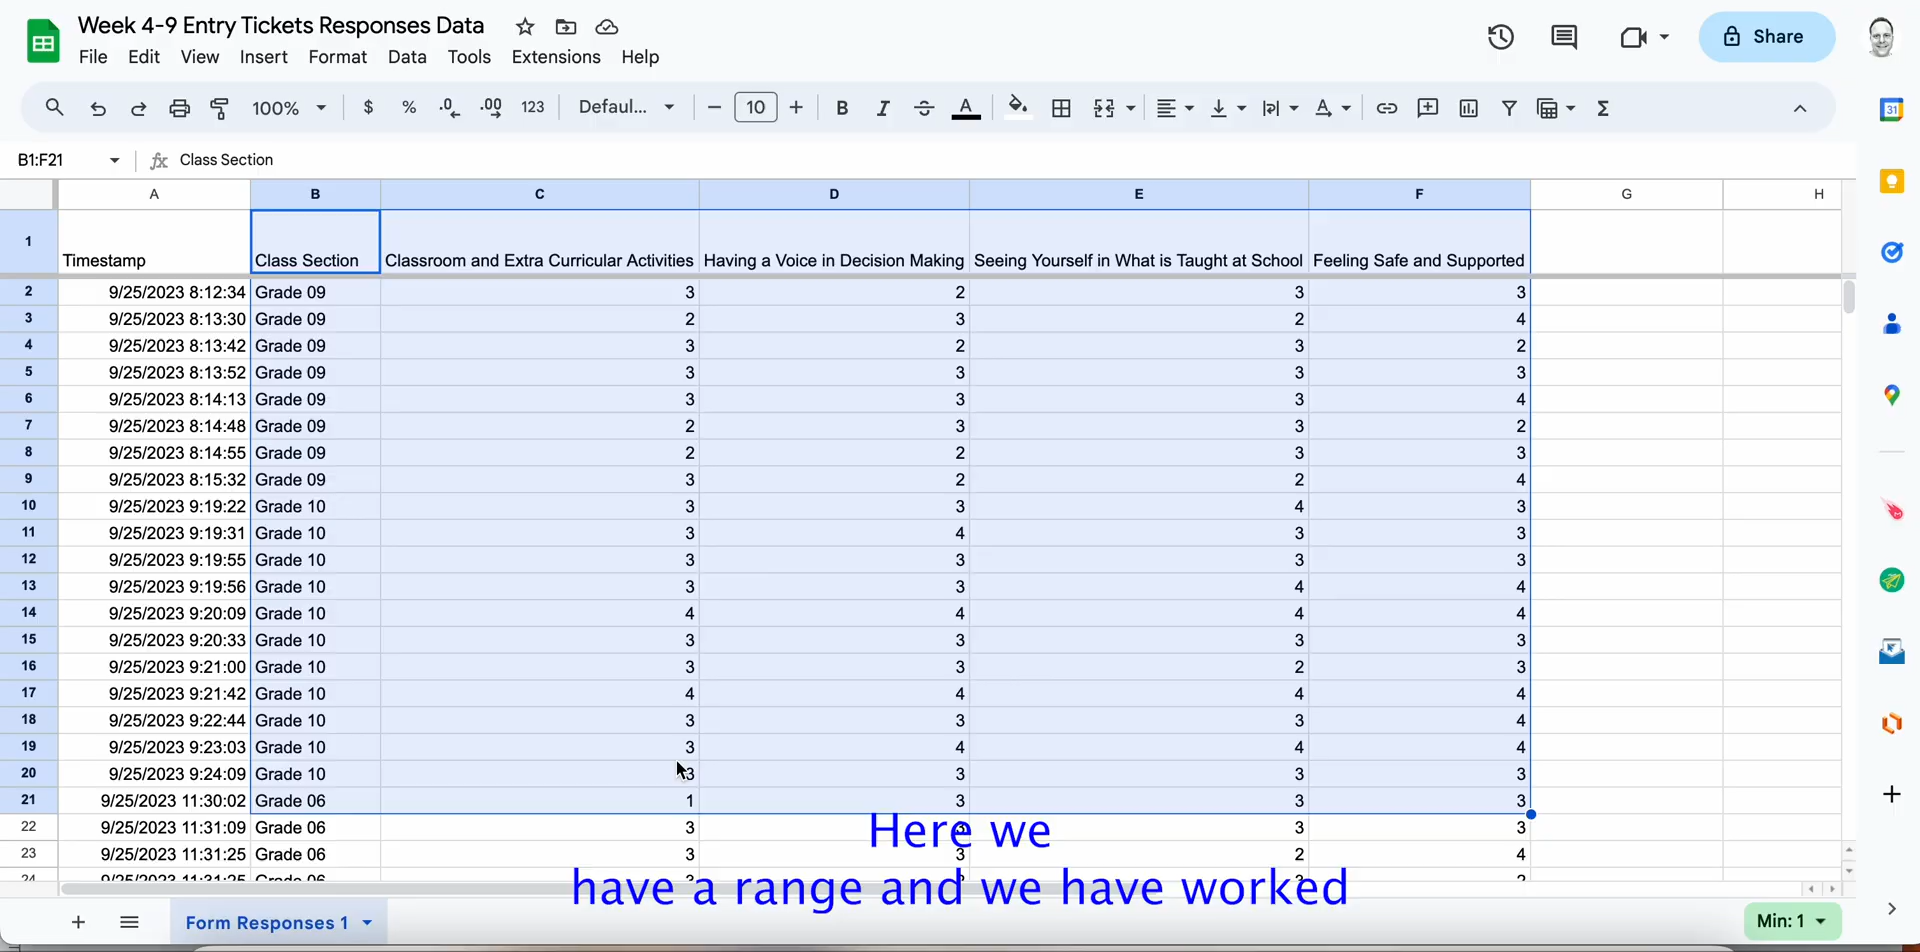 Week 4-9 Entry Tickets Responses Data
File Edit View Insert Format Data Tools Extensions Help
Share
100% $ % .0 .00 123 Defaul... − 10 + B I S A Σ
B1:F21 fx Class Section
A B C D E F G H
1 Timestamp Class Section Classroom and Extra Curricular Activities Having a Voice in Decision Making Seeing Yourself in What is Taught at School Feeling Safe and Supported
2 9/25/2023 8:12:34 Grade 09 3 2 3 3
3 9/25/2023 8:13:30 Grade 09 2 3 2 4
4 9/25/2023 8:13:42 Grade 09 3 2 3 2
5 9/25/2023 8:13:52 Grade 09 3 3 3 3
6 9/25/2023 8:14:13 Grade 09 3 3 3 4
7 9/25/2023 8:14:48 Grade 09 2 3 3 2
8 9/25/2023 8:14:55 Grade 09 2 2 3 3
9 9/25/2023 8:15:32 Grade 09 3 2 2 4
10 9/25/2023 9:19:22 Grade 10 3 3 4 3
11 9/25/2023 9:19:31 Grade 10 3 4 3 3
12 9/25/2023 9:19:55 Grade 10 3 3 3 3
13 9/25/2023 9:19:56 Grade 10 3 3 4 4
14 9/25/2023 9:20:09 Grade 10 4 4 4 4
15 9/25/2023 9:20:33 Grade 10 3 3 3 3
16 9/25/2023 9:21:00 Grade 10 3 3 2 3
17 9/25/2023 9:21:42 Grade 10 4 4 4 4
18 9/25/2023 9:22:44 Grade 10 3 3 3 4
19 9/25/2023 9:23:03 Grade 10 3 4 4 4
20 9/25/2023 9:24:09 Grade 10 3 3 3 3
21 9/25/2023 11:30:02 Grade 06 1 3 3 3
22 9/25/2023 11:31:09 Grade 06 3 3 3 3
23 9/25/2023 11:31:25 Grade 06 3 3 2 4
Here we
have a range and we have worked
Form Responses 1
Min: 1
31